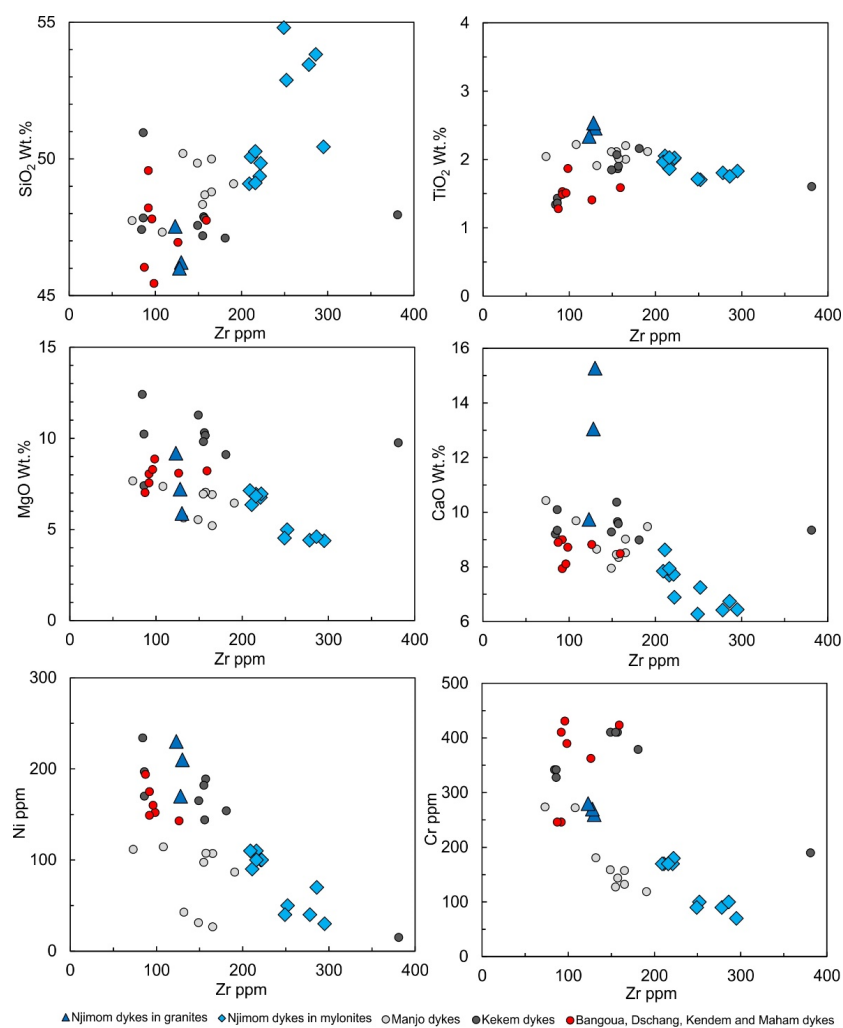 55
50
45
SiO2 Wt.%
0 100 200 300 400
Zr ppm
4
3
2
1
0
TiO2 Wt.%
0 100 200 300 400
Zr ppm
15
10
5
0
MgO Wt.%
0 100 200 300 400
Zr ppm
16
14
12
10
8
6
4
CaO Wt.%
0 100 200 300 400
Zr ppm
300
200
100
0
Ni ppm
0 100 200 300 400
Zr ppm
500
400
300
200
100
0
Cr ppm
0 100 200 300 400
Zr ppm
Njimom dykes in granites Njimom dykes in mylonites Manjo dykes Kekem dykes Bangoua, Dschang, Kendem and Maham dykes